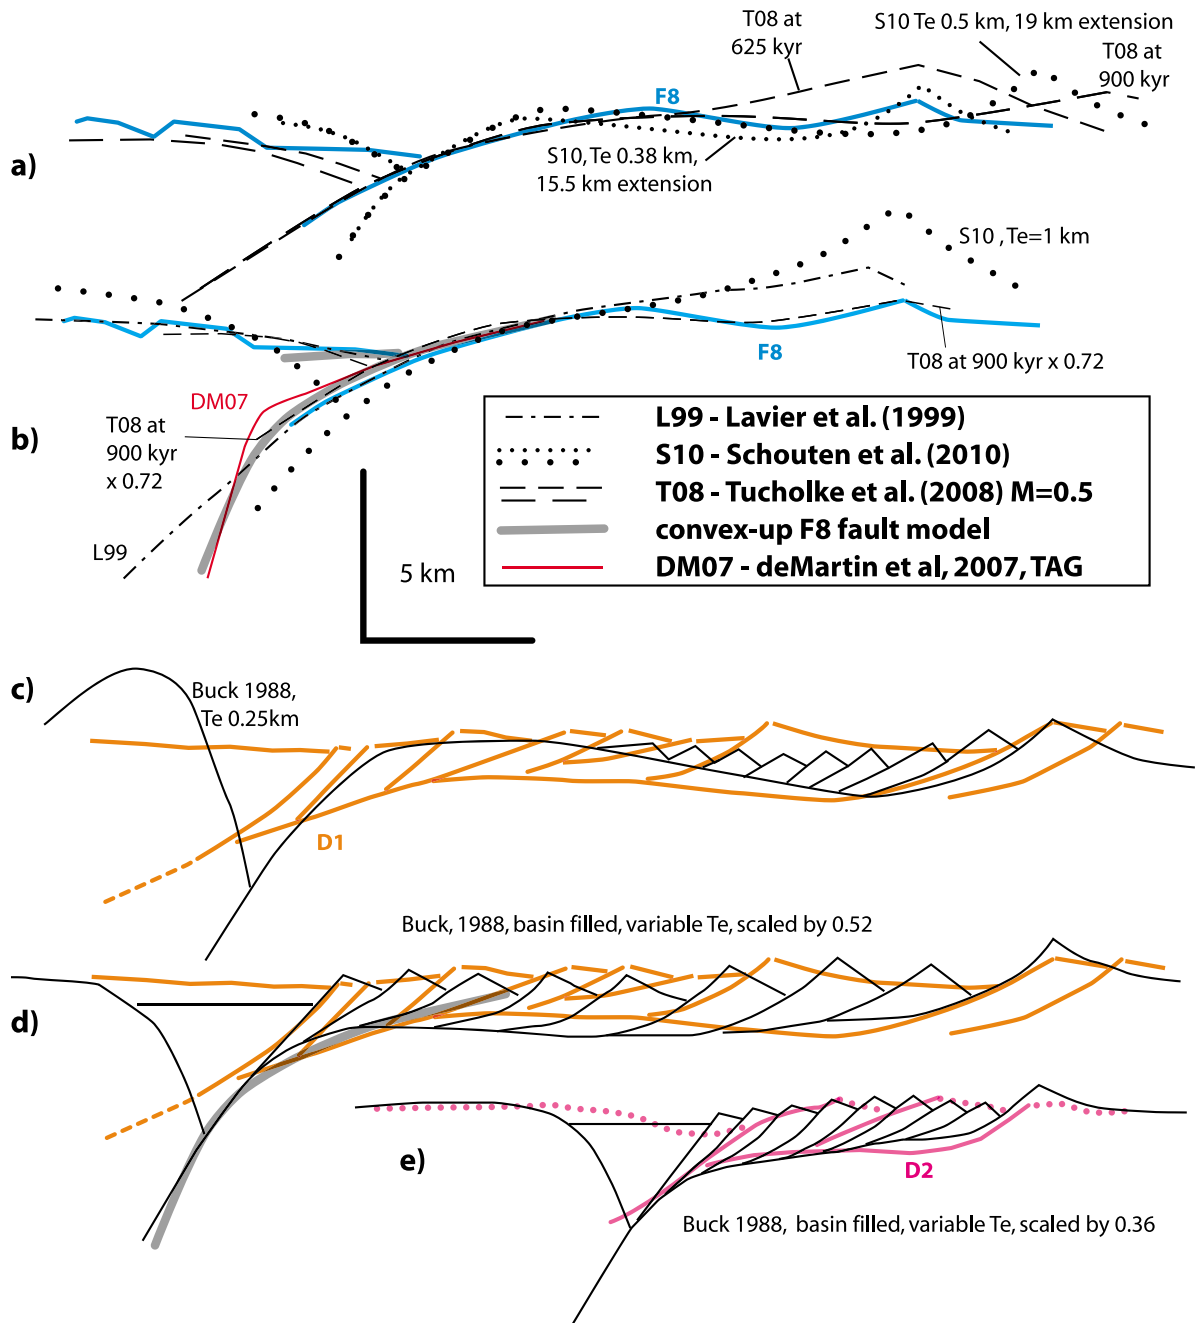 T08 at
625 kyr
S10 Te 0.5 km, 19 km extension
T08 at
900 kyr
F8
a)
S10, Te 0.38 km,
15.5 km extension
S10 , Te=1 km
F8
T08 at 900 kyr x 0.72
DM07
b)
T08 at
900 kyr
x 0.72
L99
5 km
L99 - Lavier et al. (1999)
S10 - Schouten et al. (2010)
T08 - Tucholke et al. (2008) M=0.5
convex-up F8 fault model
DM07 - deMartin et al, 2007, TAG
c)
Buck 1988,
Te 0.25km
D1
Buck, 1988, basin filled, variable Te, scaled by 0.52
d)
e)
D2
Buck 1988, basin filled, variable Te, scaled by 0.36